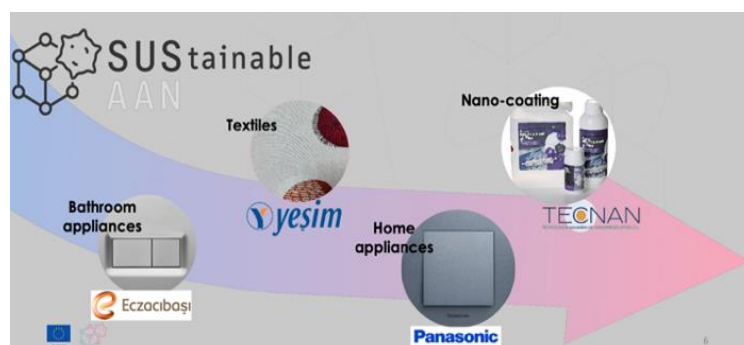 SUStainable
AAN
Nano-coating
Textiles
yeşim
TECNAN
Bathroom
appliances
Home
appliances
Eczacıbaşı
Panasonic
6